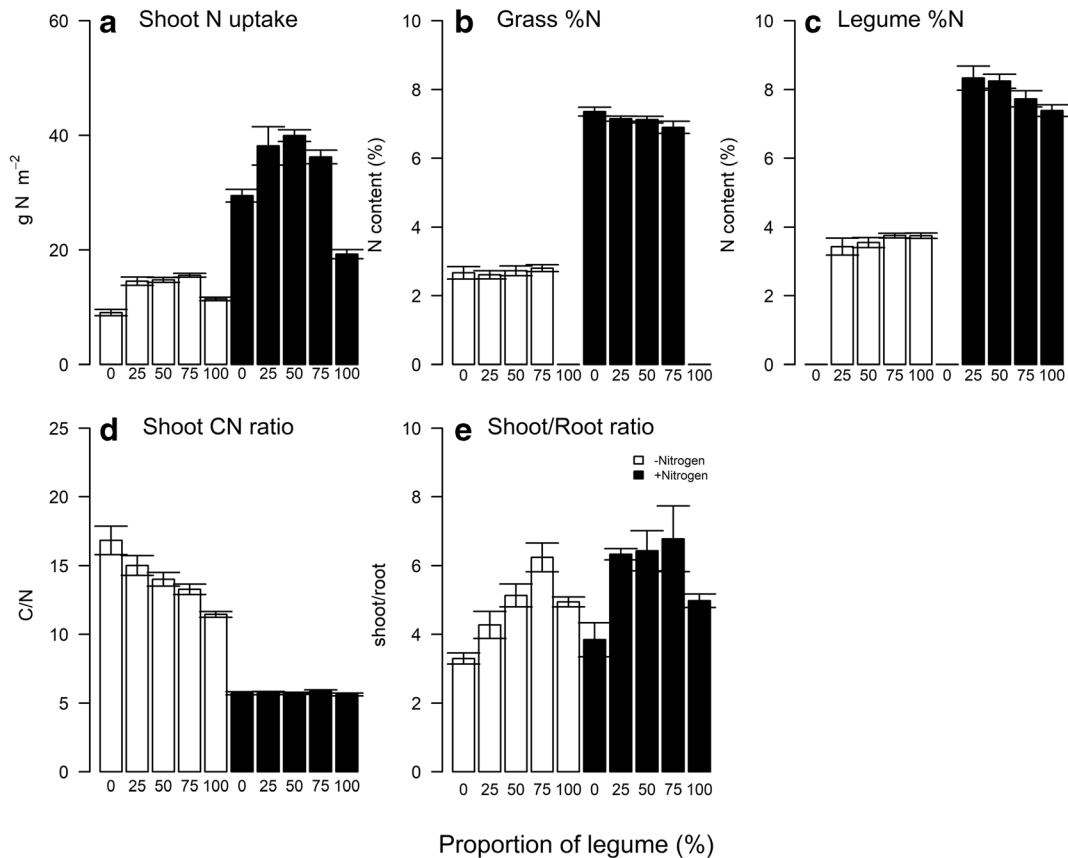 a Shoot N uptake
60
40
20
0
g N m−2
0 25 50 75 100 0 25 50 75 100
b Grass %N
10
8
6
4
2
0
N content (%)
0 25 50 75 100 0 25 50 75 100
c Legume %N
10
8
6
4
2
0
N content (%)
0 25 50 75 100 0 25 50 75 100
d Shoot CN ratio
25
20
15
10
5
0
C/N
0 25 50 75 100 0 25 50 75 100
e Shoot/Root ratio
10
8
6
4
2
0
shoot/root
-Nitrogen
+Nitrogen
0 25 50 75 100 0 25 50 75 100
Proportion of legume (%)